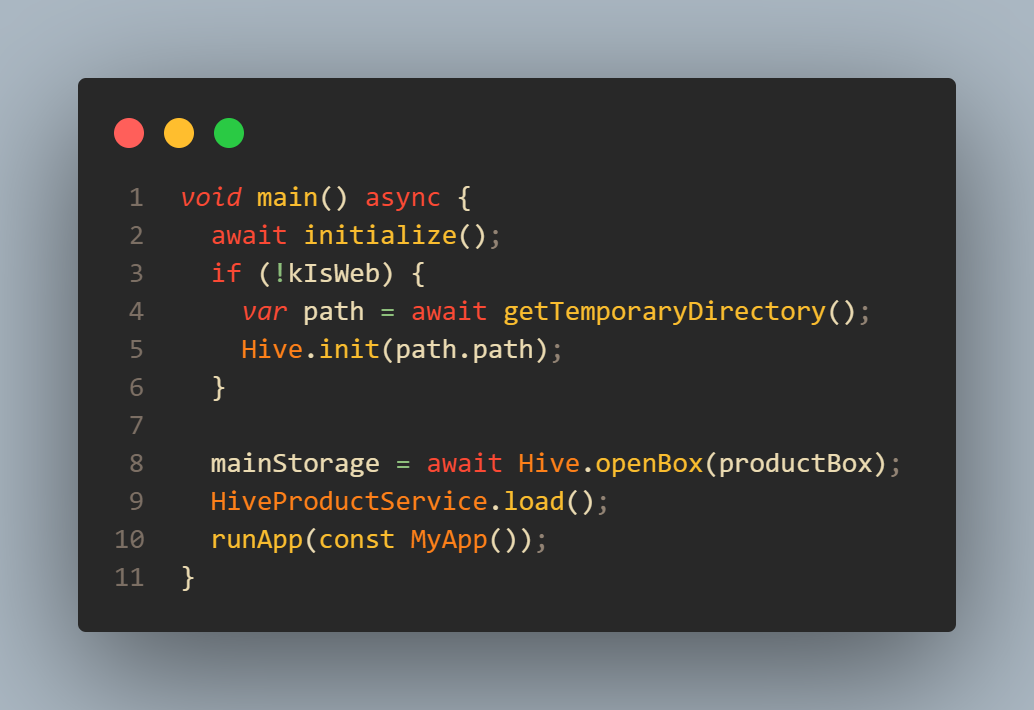 1 void main() async {
2   await initialize();
3   if (!kIsWeb) {
4     var path = await getTemporaryDirectory();
5     Hive.init(path.path);
6   }
7
8   mainStorage = await Hive.openBox(productBox);
9   HiveProductService.load();
10   runApp(const MyApp());
11 }